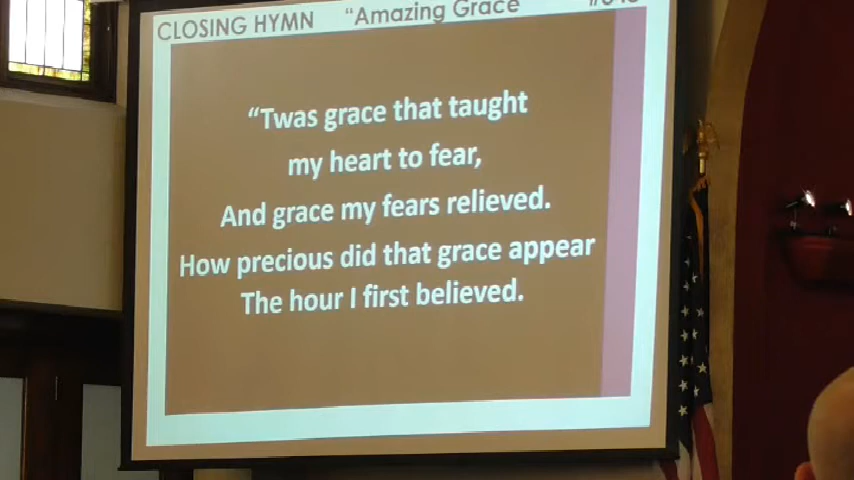 CLOSING HYMN "Amazing Grace
“Twas grace that taught
my heart to fear,
And grace my fears relieved.
How precious did that grace appear
The hour I first believed.